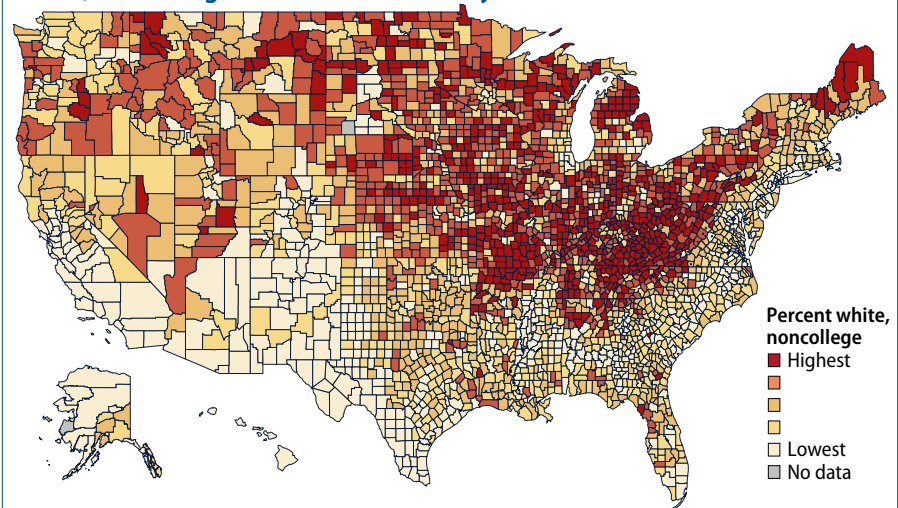 Percent white,
noncollege
Highest
Lowest
No data